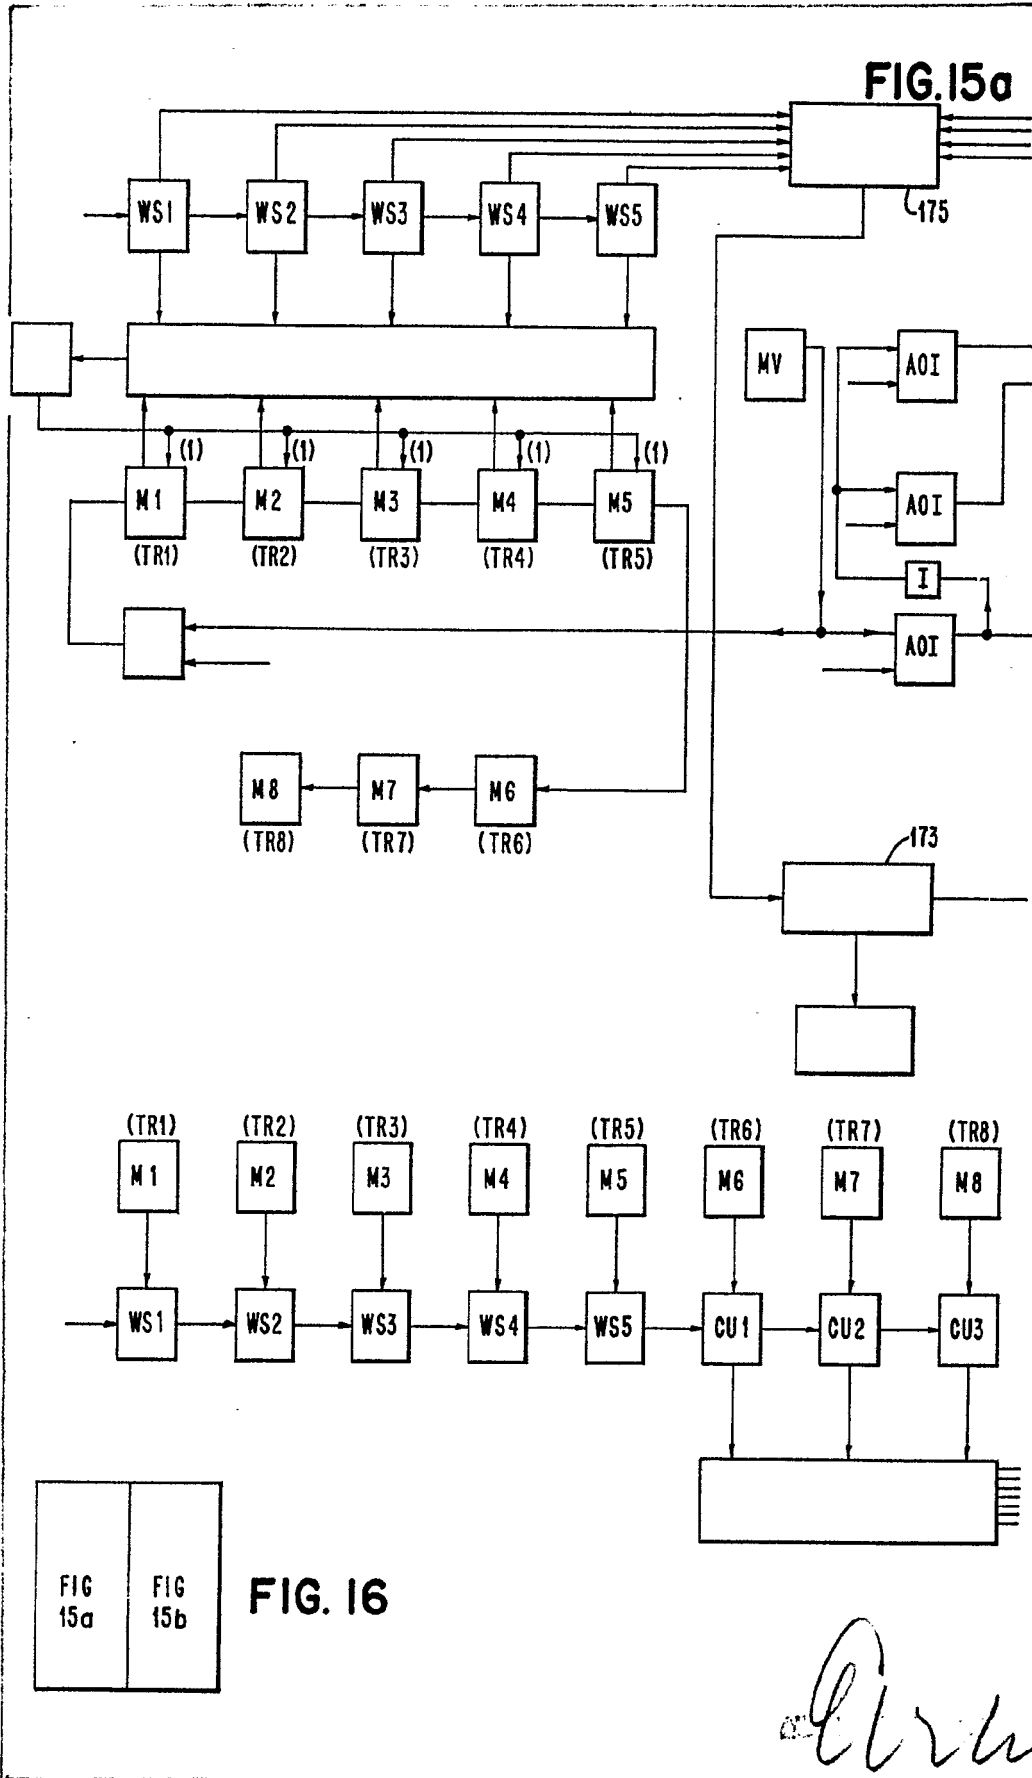 FIG.15a
WS1 WS2 WS3 WS4 WS5
175
MV AOI
(1) (1) (1) (1) (1)
M1 M2 M3 M4 M5
AOI
(TR1) (TR2) (TR3) (TR4) (TR5)
I
AOI
M8 M7 M6
(TR8) (TR7) (TR6)
173
(TR1) (TR2) (TR3) (TR4) (TR5) (TR6) (TR7) (TR8)
M1 M2 M3 M4 M5 M6 M7 M8
WS1 WS2 WS3 WS4 WS5 CU1 CU2 CU3
FIG 15a
FIG 15b
FIG. 16